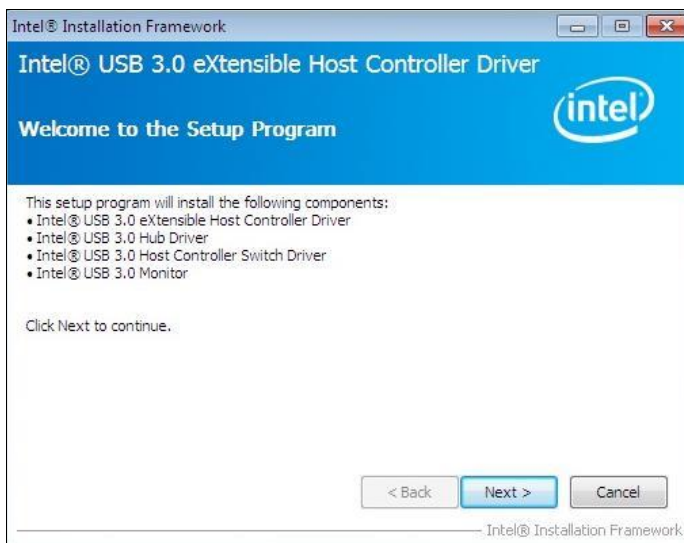 Intel® Installation Framework
Intel® USB 3.0 eXtensible Host Controller Driver
intel
Welcome to the Setup Program
This setup program will install the following components:
• Intel® USB 3.0 eXtensible Host Controller Driver
• Intel® USB 3.0 Hub Driver
• Intel® USB 3.0 Host Controller Switch Driver
• Intel® USB 3.0 Monitor
Click Next to continue.
< Back Next > Cancel
Intel® Installation Framework